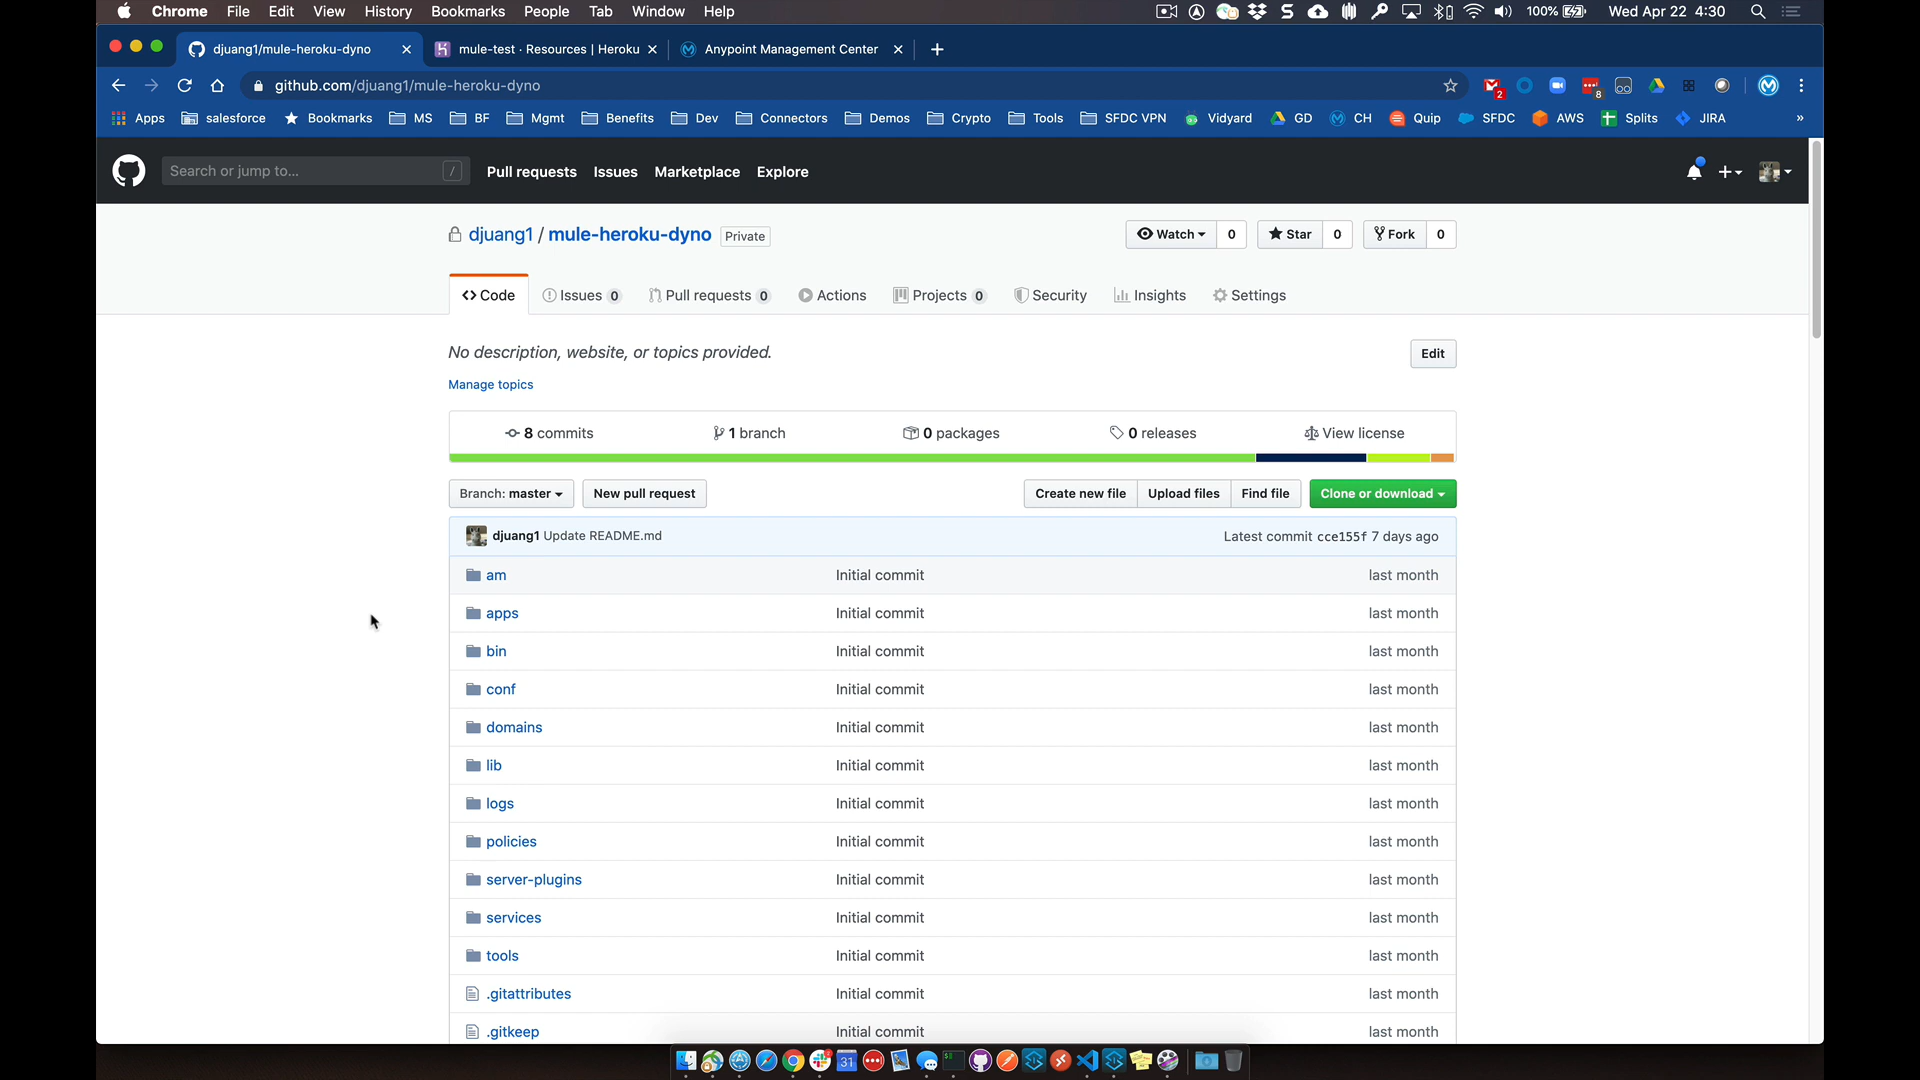 Chrome File Edit View History Bookmarks People Tab Window Help 100% Wed Apr 22 4:30
djuang1/mule-heroku-dyno mule-test · Resources | Heroku Anypoint Management Center
github.com/djuang1/mule-heroku-dyno 2 8
Apps salesforce Bookmarks MS BF Mgmt Benefits Dev Connectors Demos Crypto Tools SFDC VPN Vidyard GD CH Quip SFDC AWS Splits JIRA »
Search or jump to... / Pull requests Issues Marketplace Explore
djuang1 / mule-heroku-dyno Private Watch 0 Star 0 Fork 0
Code Issues 0 Pull requests 0 Actions Projects 0 Security Insights Settings
No description, website, or topics provided. Edit
Manage topics
8 commits 1 branch 0 packages 0 releases View license
Branch: master New pull request Create new file Upload files Find file Clone or download
djuang1 Update README.md Latest commit cce155f 7 days ago
am Initial commit last month
apps Initial commit last month
bin Initial commit last month
conf Initial commit last month
domains Initial commit last month
lib Initial commit last month
logs Initial commit last month
policies Initial commit last month
server-plugins Initial commit last month
services Initial commit last month
tools Initial commit last month
.gitattributes Initial commit last month
.gitkeep Initial commit last month
31